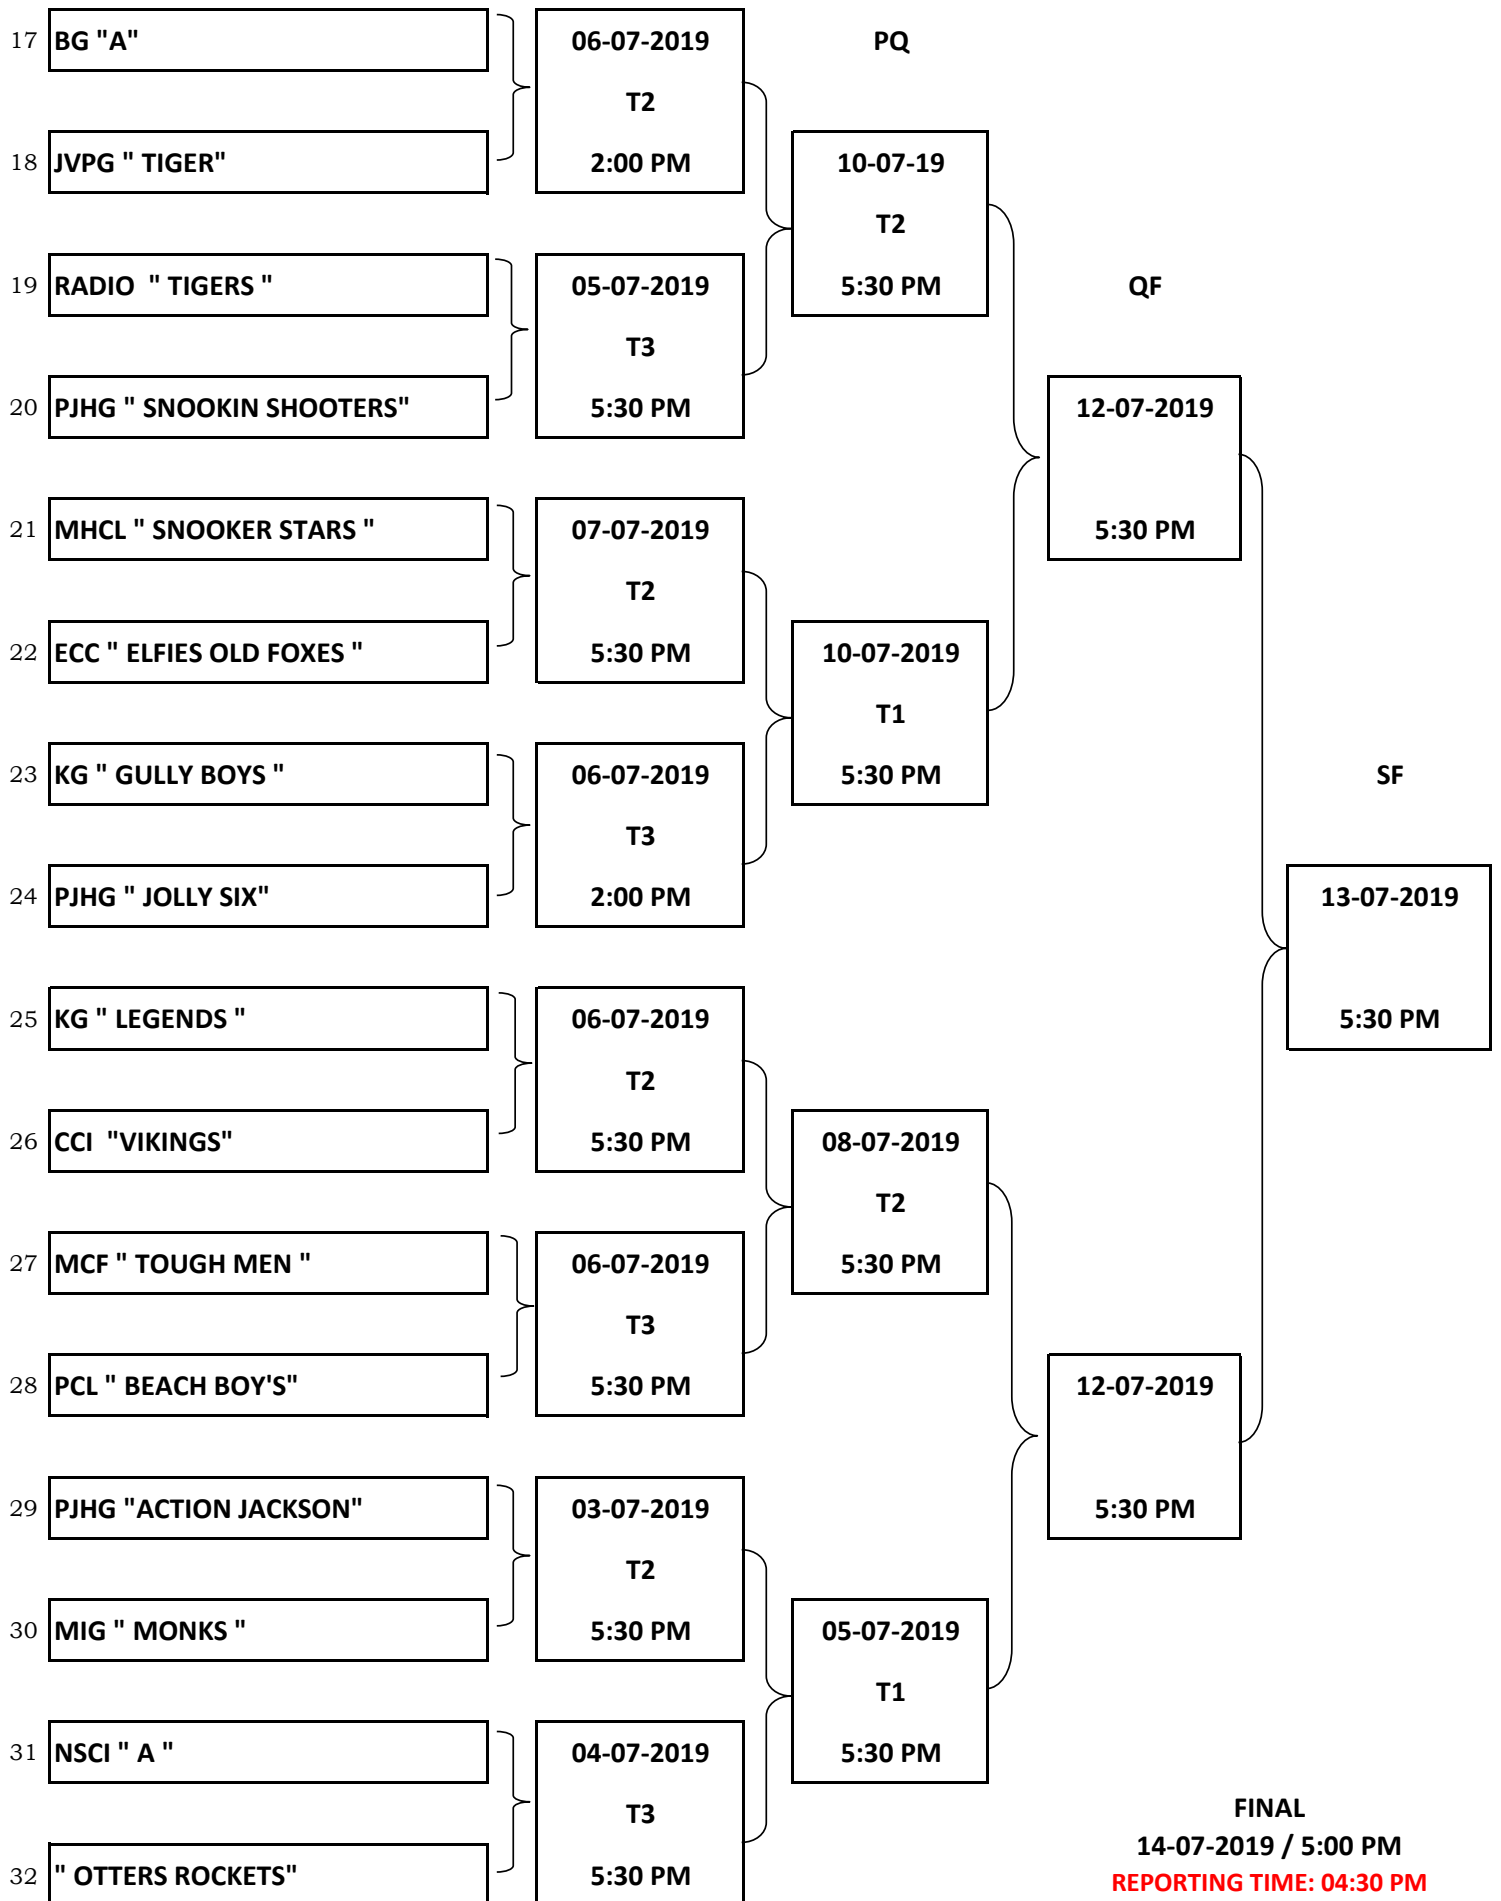 17 BG "A" 06-07-2019 PQ
T2
18 JVPG " TIGER" 2:00 PM 10-07-19
T2
19 RADIO " TIGERS " 05-07-2019 5:30 PM QF
T3
20 PJHG " SNOOKIN SHOOTERS" 5:30 PM 12-07-2019
21 MHCL " SNOOKER STARS " 07-07-2019 5:30 PM
T2
22 ECC " ELFIES OLD FOXES " 5:30 PM 10-07-2019
T1
23 KG " GULLY BOYS " 06-07-2019 5:30 PM SF
T3
24 PJHG " JOLLY SIX" 2:00 PM 13-07-2019
25 KG " LEGENDS " 06-07-2019 5:30 PM
T2
26 CCI "VIKINGS" 5:30 PM 08-07-2019
T2
27 MCF " TOUGH MEN " 06-07-2019 5:30 PM
T3
28 PCL " BEACH BOY'S" 5:30 PM 12-07-2019
29 PJHG "ACTION JACKSON" 03-07-2019 5:30 PM
T2
30 MIG " MONKS " 5:30 PM 05-07-2019
T1
31 NSCI " A " 04-07-2019 5:30 PM
FINAL
T3
14-07-2019 / 5:00 PM
32 " OTTERS ROCKETS" 5:30 PM
REPORTING TIME: 04:30 PM